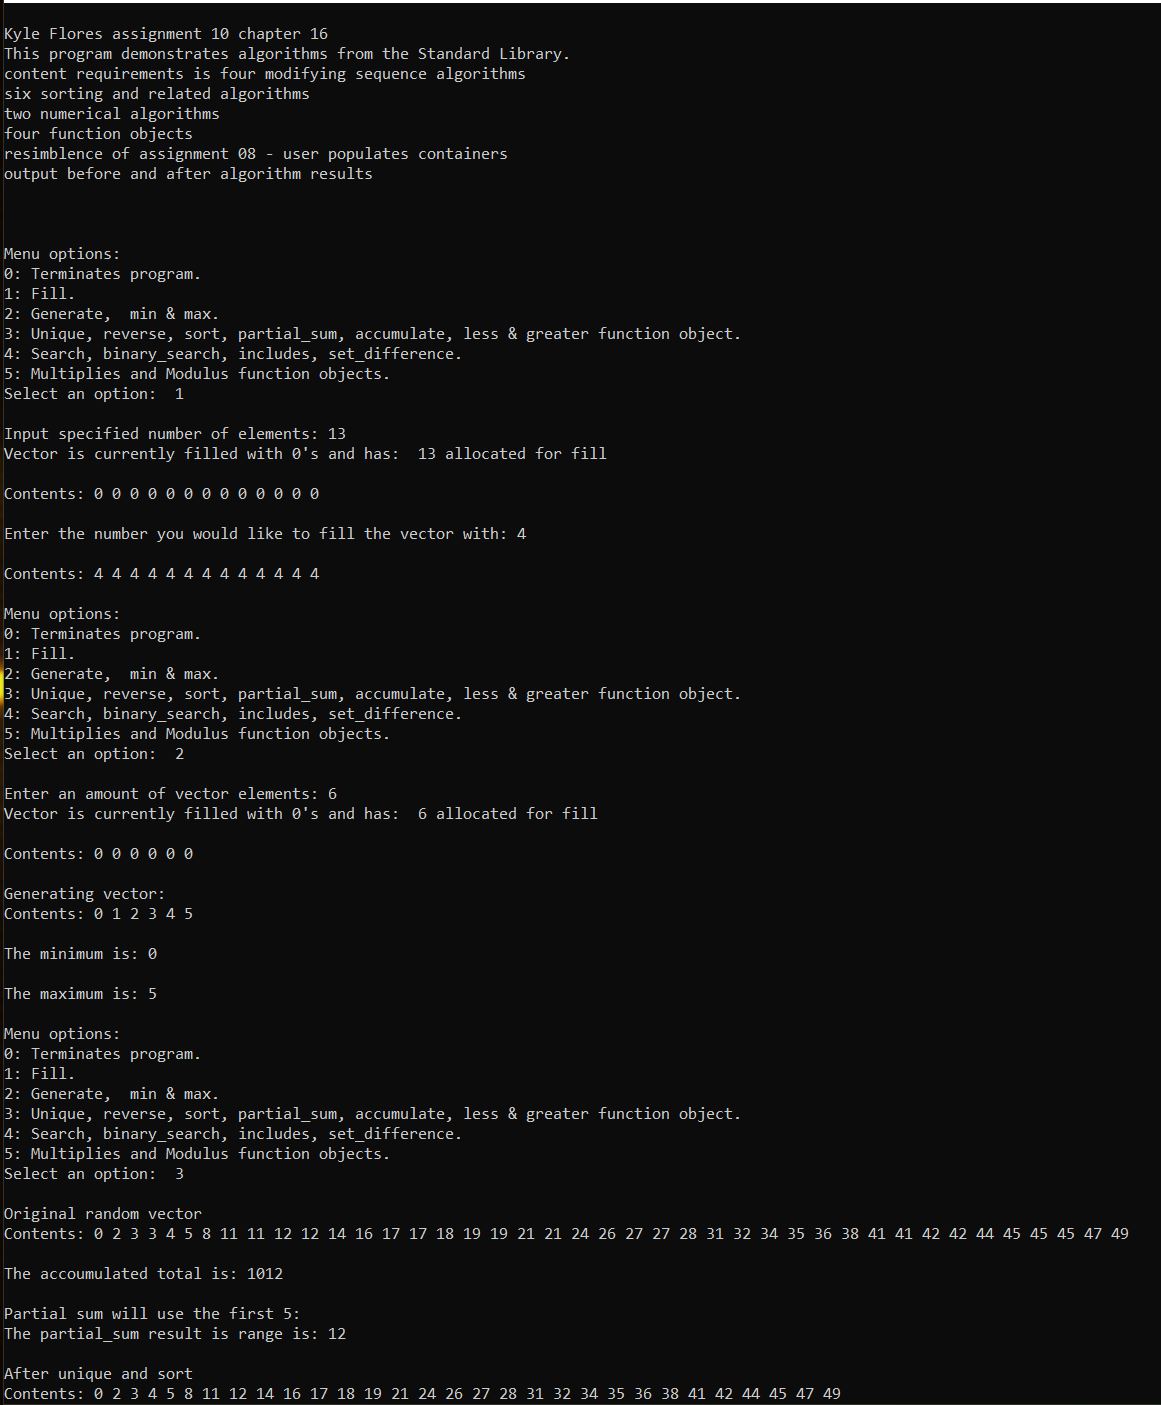 Kyle Flores assignment 10 chapter 16
This program demonstrates algorithms from the Standard Library.
content requirements is four modifying sequence algorithms
six sorting and related algorithms
two numerical algorithms
four function objects
resimblence of assignment 08 - user populates containers
output before and after algorithm results
Menu options:
0: Terminates program.
1: Fill.
2: Generate,  min & max.
3: Unique, reverse, sort, partial_sum, accumulate, less & greater function object.
4: Search, binary_search, includes, set_difference.
5: Multiplies and Modulus function objects.
Select an option:  1
Input specified number of elements: 13
Vector is currently filled with 0's and has:  13 allocated for fill
Contents: 0 0 0 0 0 0 0 0 0 0 0 0 0
Enter the number you would like to fill the vector with: 4
Contents: 4 4 4 4 4 4 4 4 4 4 4 4 4
Menu options:
0: Terminates program.
1: Fill.
2: Generate,  min & max.
3: Unique, reverse, sort, partial_sum, accumulate, less & greater function object.
4: Search, binary_search, includes, set_difference.
5: Multiplies and Modulus function objects.
Select an option:  2
Enter an amount of vector elements: 6
Vector is currently filled with 0's and has:  6 allocated for fill
Contents: 0 0 0 0 0 0
Generating vector:
Contents: 0 1 2 3 4 5
The minimum is: 0
The maximum is: 5
Menu options:
0: Terminates program.
1: Fill.
2: Generate,  min & max.
3: Unique, reverse, sort, partial_sum, accumulate, less & greater function object.
4: Search, binary_search, includes, set_difference.
5: Multiplies and Modulus function objects.
Select an option:  3
Original random vector
Contents: 0 2 3 3 4 5 8 11 11 12 12 14 16 17 17 18 19 19 21 21 24 26 27 27 28 31 32 34 35 36 38 41 41 42 42 44 45 45 45 47 49
The accoumulated total is: 1012
Partial sum will use the first 5:
The partial_sum result is range is: 12
After unique and sort
Contents: 0 2 3 4 5 8 11 12 14 16 17 18 19 21 24 26 27 28 31 32 34 35 36 38 41 42 44 45 47 49